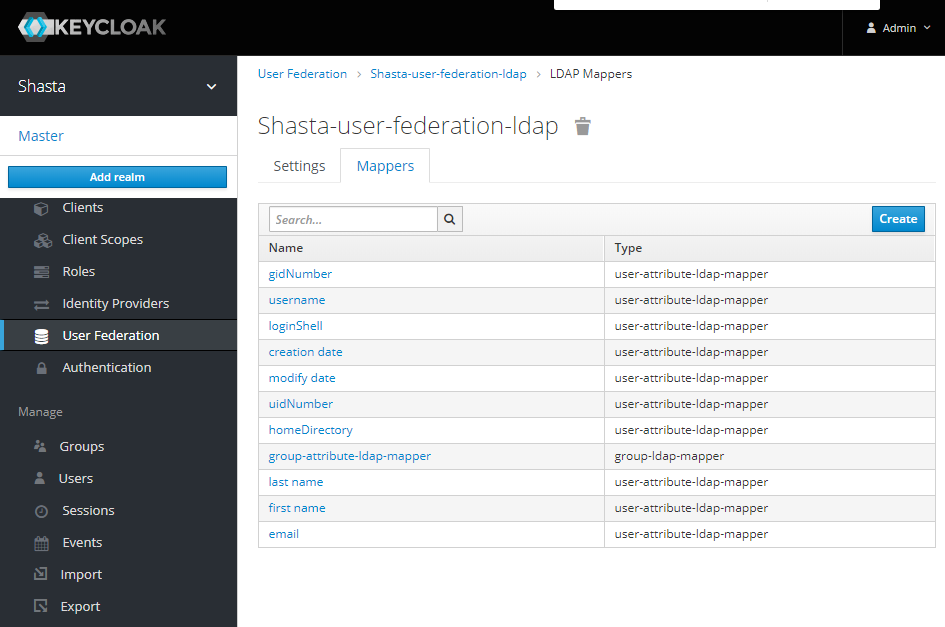 KEYCLOAK
Admin
Shasta
Master
Add realm
Clients
Client Scopes
Roles
Identity Providers
User Federation
Authentication
Manage
Groups
Users
Sessions
Events
Import
Export
User Federation > Shasta-user-federation-ldap > LDAP Mappers
Shasta-user-federation-ldap
Settings Mappers
Search...
Create
Name Type
gidNumber user-attribute-ldap-mapper
username user-attribute-ldap-mapper
loginShell user-attribute-ldap-mapper
creation date user-attribute-ldap-mapper
modify date user-attribute-ldap-mapper
uidNumber user-attribute-ldap-mapper
homeDirectory user-attribute-ldap-mapper
group-attribute-ldap-mapper group-ldap-mapper
last name user-attribute-ldap-mapper
first name user-attribute-ldap-mapper
email user-attribute-ldap-mapper